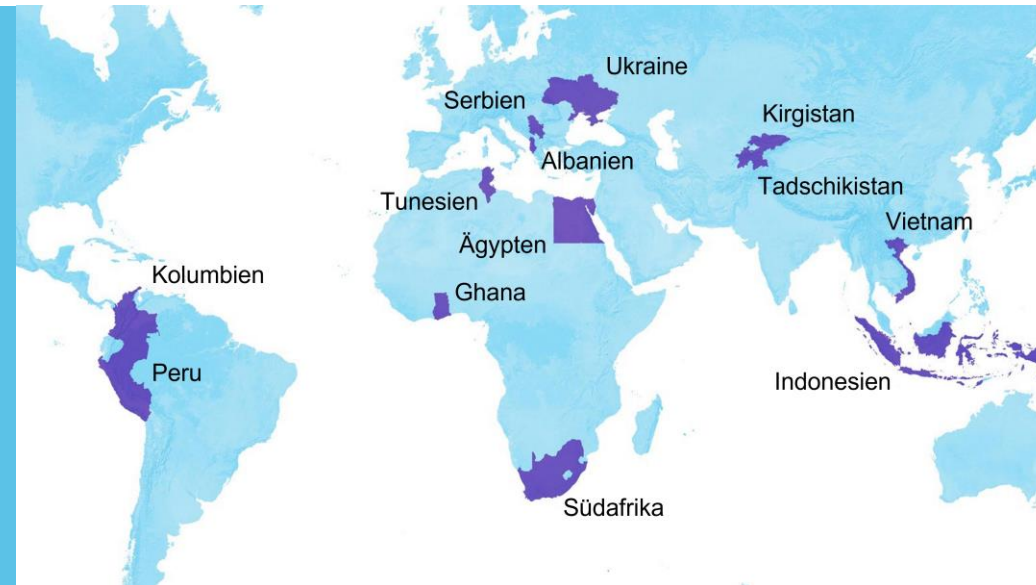 Ukraine
Serbien
Kirgistan
Albanien
Tadschikistan
Tunesien
Vietnam
Ägypten
Kolumbien
Ghana
Peru
Indonesien
Südafrika